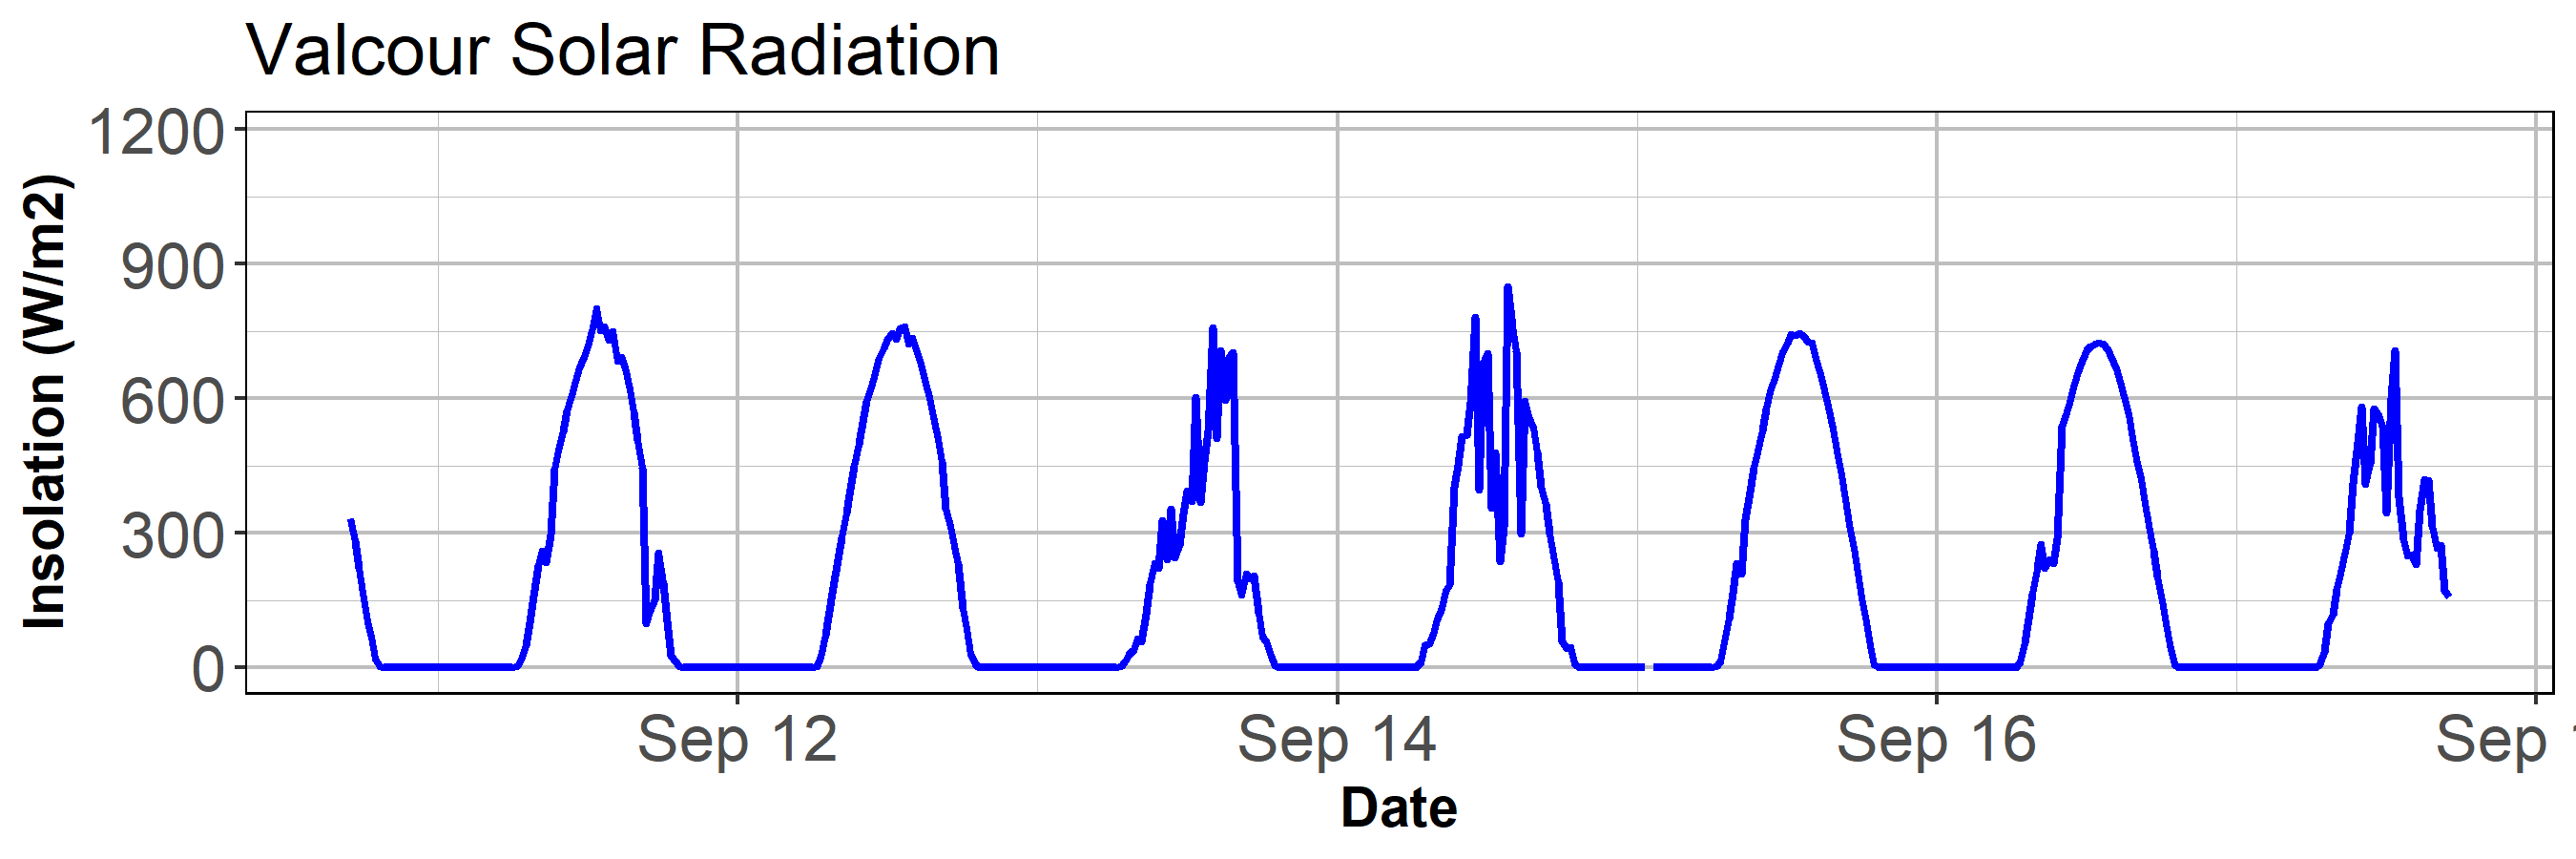 Valcour Solar Radiation
1200
900
600
300
0
Insolation (W/m2)
Sep 12 Sep 14 Sep 16 Sep
Date